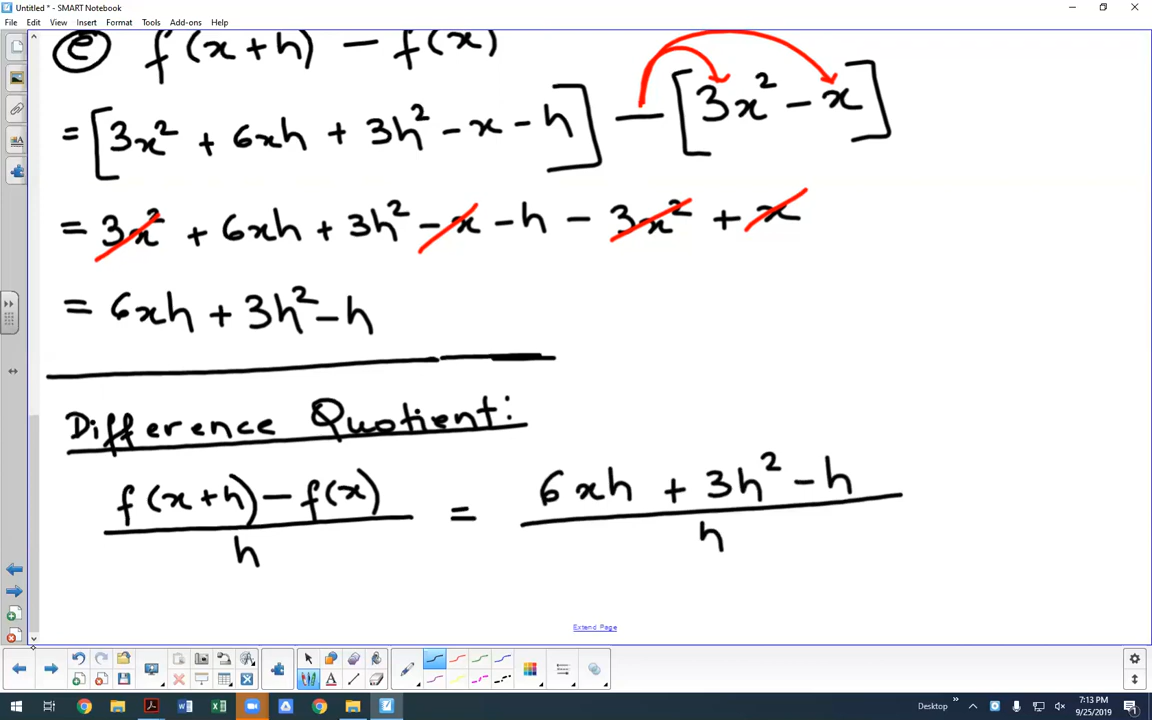 Untitled * - SMART Notebook
File Edit View Insert Format Tools Add-ons Help
(e) f(x+h) - f(x)
= [3x² + 6xh + 3h² - x - h] - [3x² - x]
= 3x² + 6xh + 3h² - x - h - 3x² + x
= 6xh + 3h² - h
Difference Quotient:
f(x+h) - f(x) / h = 6xh + 3h² - h / h
Extend Page
Desktop
7:13 PM
9/25/2019